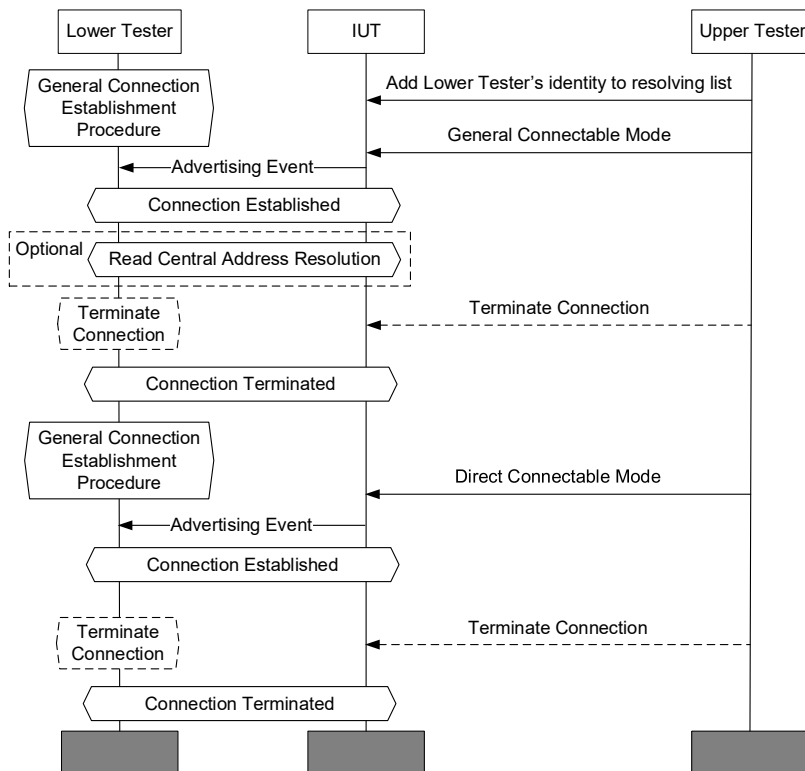 Lower Tester
IUT
Upper Tester
General Connection
Establishment
Procedure
Add Lower Tester's identity to resolving list
General Connectable Mode
Advertising Event
Connection Established
Optional
Read Central Address Resolution
Terminate
Connection
Terminate Connection
Connection Terminated
General Connection
Establishment
Procedure
Direct Connectable Mode
Advertising Event
Connection Established
Terminate
Connection
Terminate Connection
Connection Terminated